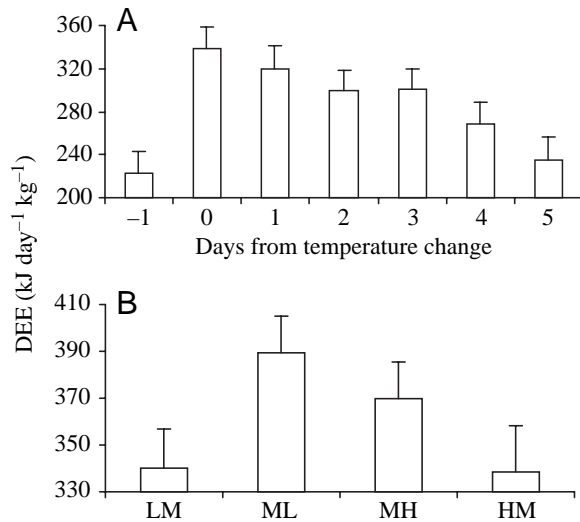 A
360
320
280
240
200
–1 0 1 2 3 4 5
Days from temperature change
DEE (kJ day–1 kg–1)
B
410
390
370
350
330
LM ML MH HM